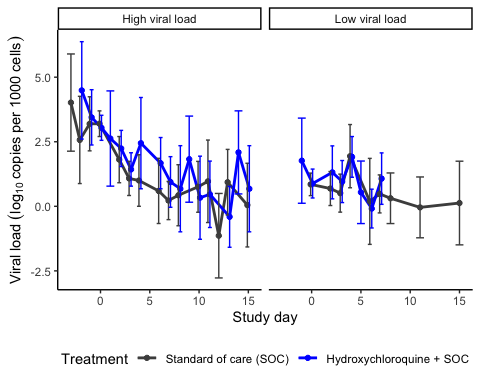 High viral load
Low viral load
Viral load (log₁₀ copies per 1000 cells)
5.0
2.5
0.0
-2.5
0
5
10
15
0
5
10
15
Study day
Treatment
Standard of care (SOC)
Hydroxychloroquine + SOC